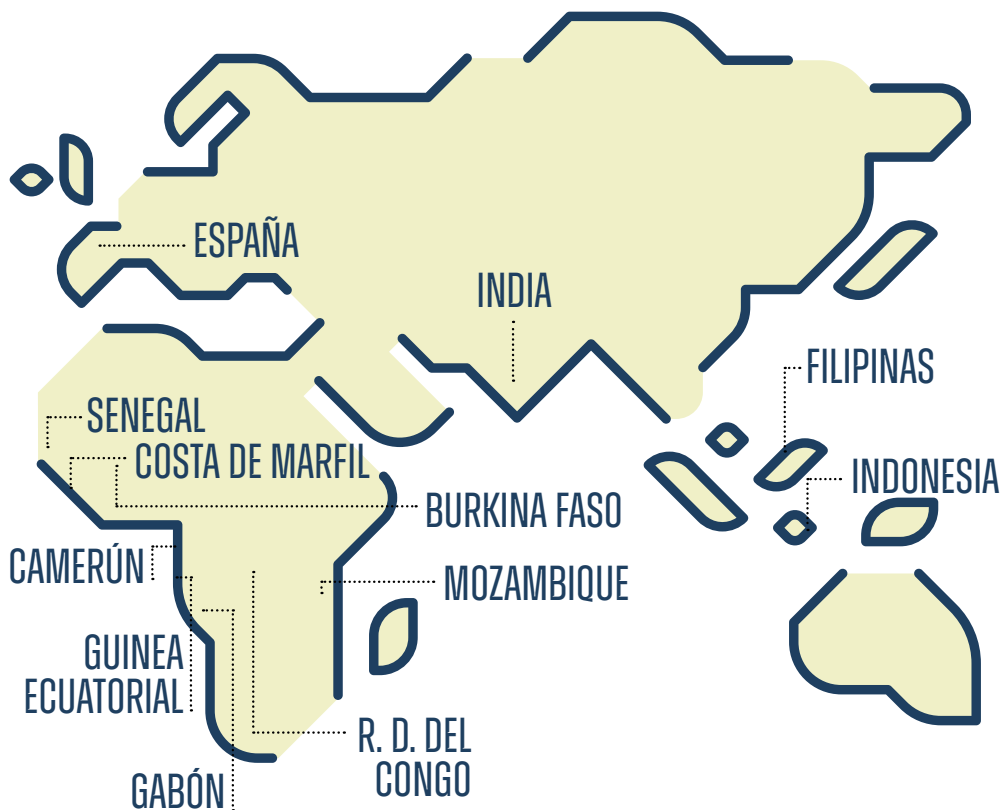 ESPAÑA
INDIA
FILIPINAS
SENEGAL
COSTA DE MARFIL
INDONESIA
BURKINA FASO
CAMERÚN
MOZAMBIQUE
GUINEA
ECUATORIAL
R. D. DEL
CONGO
GABÓN